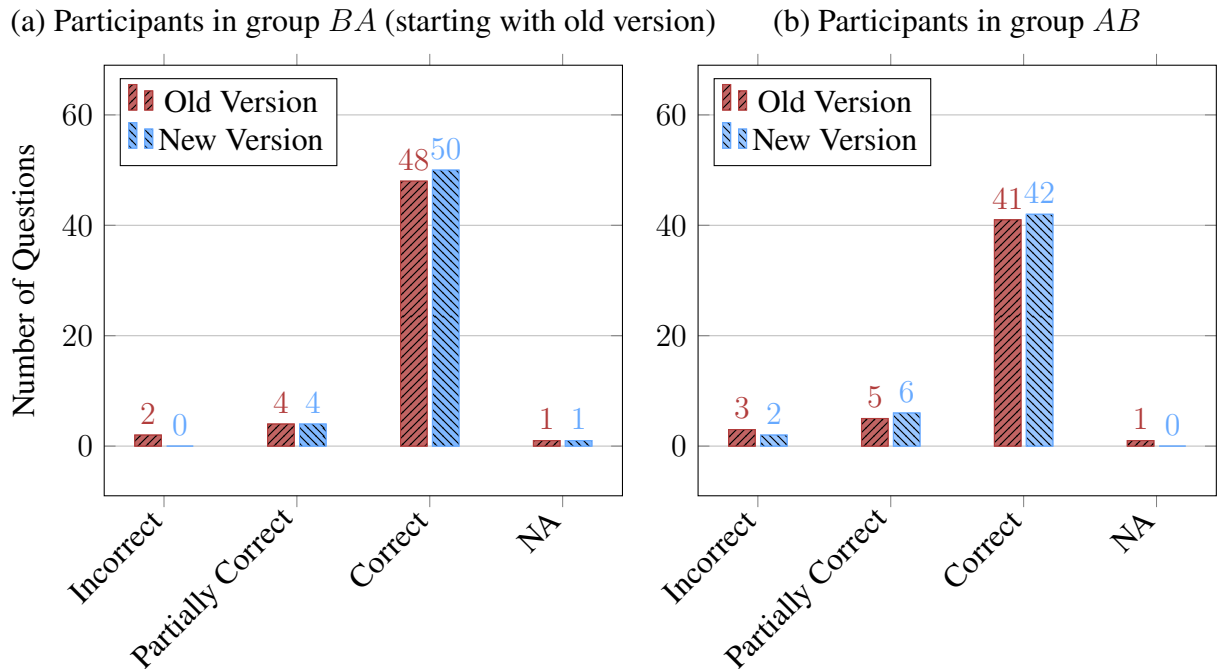 (a) Participants in group BA (starting with old version)
(b) Participants in group AB
Number of Questions
60
40
20
0
Old Version
New Version
2
0
4
4
48
50
1
1
Incorrect
Partially Correct
Correct
NA
60
40
20
0
Old Version
New Version
3
2
5
6
41
42
1
0
Incorrect
Partially Correct
Correct
NA